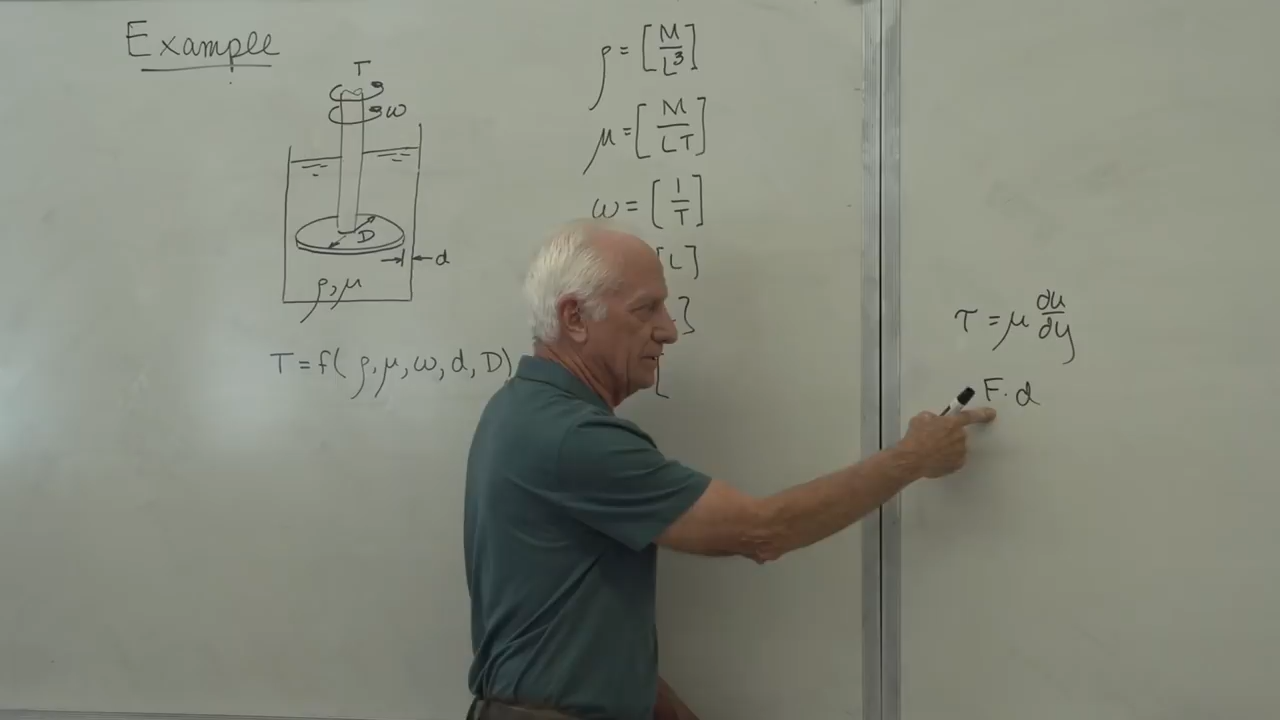 Example
T
ω
D
d
ρ, μ
T = f( ρ, μ, ω, d, D)
ρ = [M/L³]
μ = [M/LT]
ω = [1/T]
[L]
]
[
τ = μ du/dy
F · d